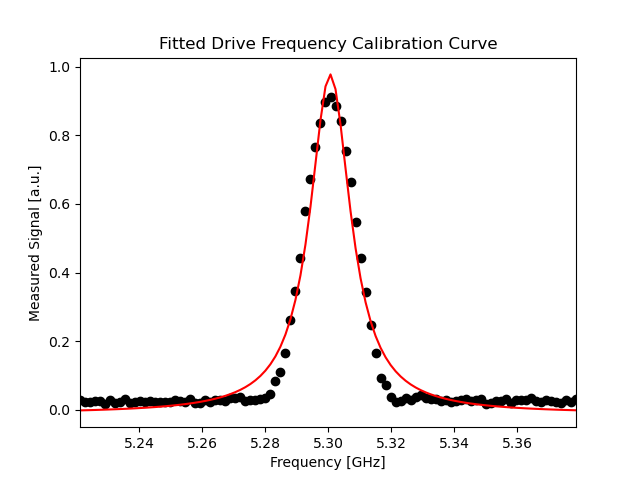 Fitted Drive Frequency Calibration Curve
Measured Signal [a.u.]
1.0
0.8
0.6
0.4
0.2
0.0
5.24 5.26 5.28 5.30 5.32 5.34 5.36
Frequency [GHz]